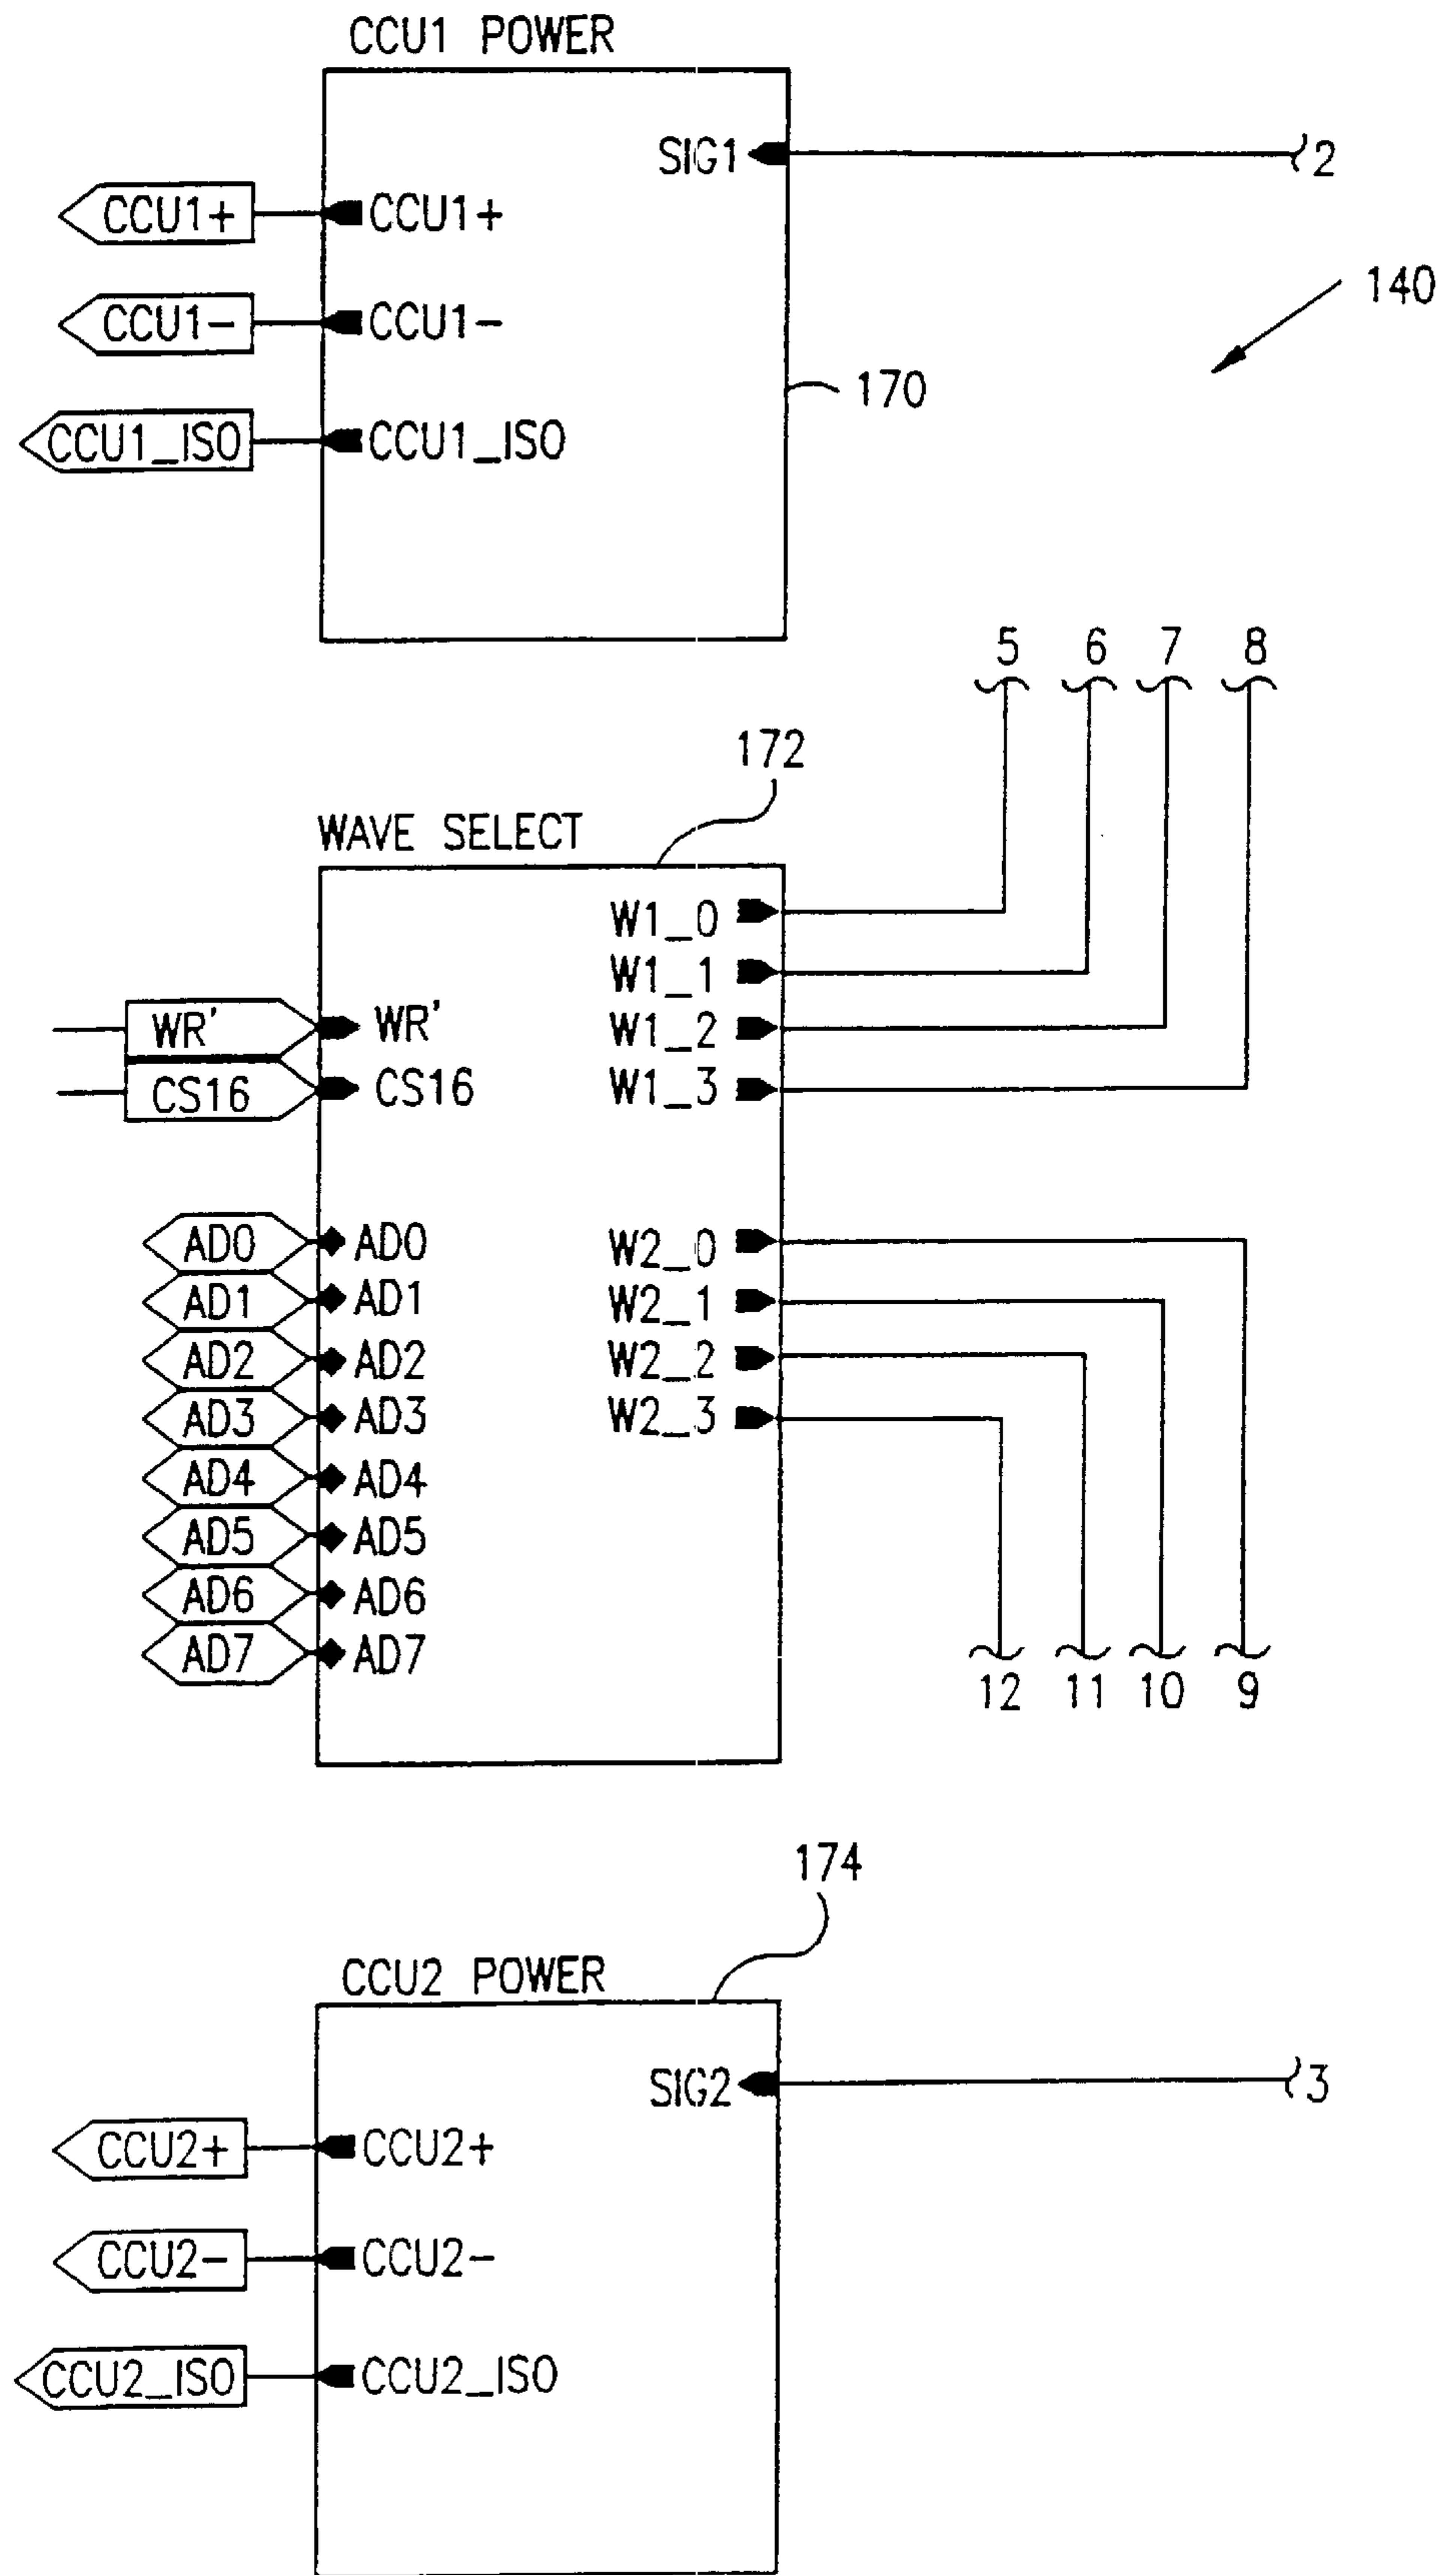 CCU1 POWER
SIG1 2
CCU1+ CCU1+
140
CCU1- CCU1-
170
CCU1_ISO CCU1_ISO
5 6 7 8
172
WAVE SELECT
W1_0
W1_1
WR' WR' W1_2
CS16 CS16 W1_3
AD0 AD0 W2_0
AD1 AD1 W2_1
AD2 AD2 W2_2
AD3 AD3 W2_3
AD4 AD4
AD5 AD5
AD6 AD6
AD7 AD7
12 11 10 9
174
CCU2 POWER
SIG2 3
CCU2+ CCU2+
CCU2- CCU2-
CCU2_ISO CCU2_ISO